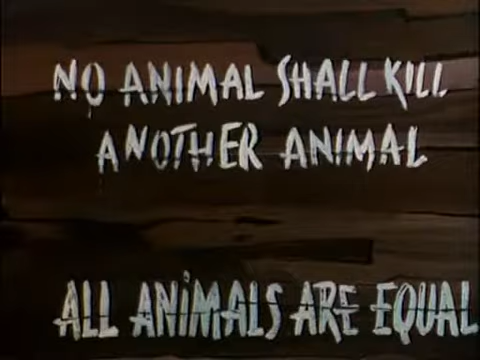 NO ANIMAL SHALL KILL
ANOTHER ANIMAL
ALL ANIMALS ARE EQUAL